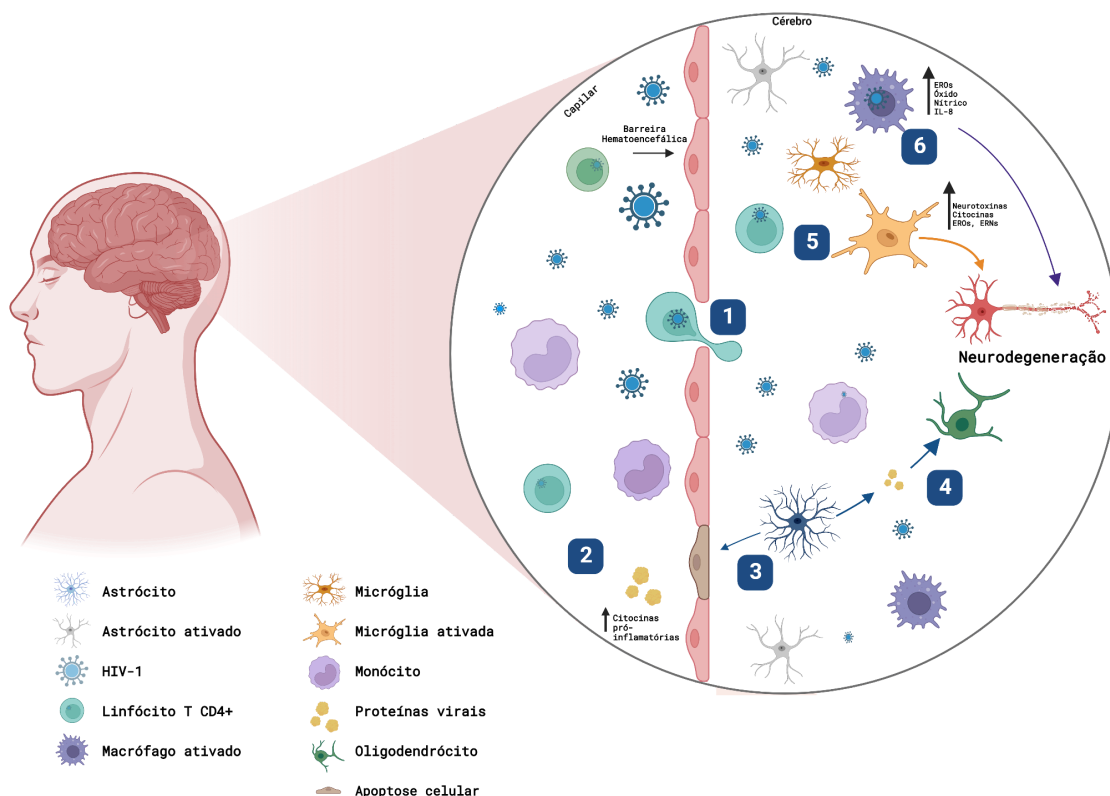 Cérebro
Capilar
Barreira
Hematoencefálica
EROs
Óxido
Nítrico
IL-8
6
Neurotoxinas
Citocinas
EROs, ERNs
5
1
Neurodegeneração
4
2
3
Citocinas
pró-
inflamatórias
Astrócito
Astrócito ativado
HIV-1
Linfócito T CD4+
Macrófago ativado
Micróglia
Micróglia ativada
Monócito
Proteínas virais
Oligodendrócito
Apoptose celular